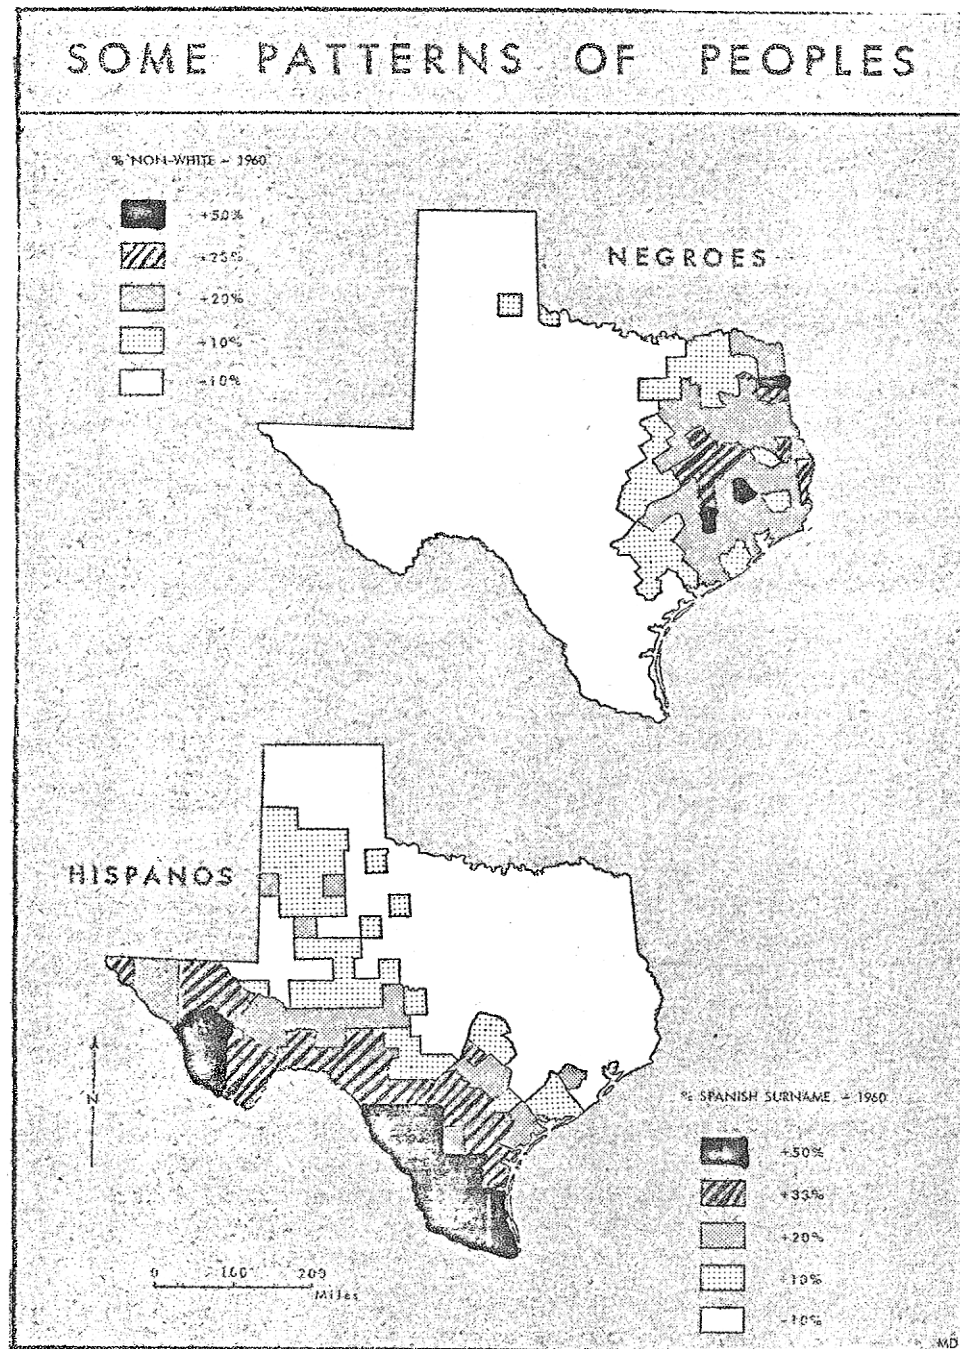 SOME PATTERNS OF PEOPLES
% NON-WHITE - 1960
+50%
+25%
+20%
+10%
-10%
NEGROES
HISPANOS
N
% SPANISH SURNAME - 1960
+50%
+33%
+20%
+10%
-10%
0 100 200
Miles
MD